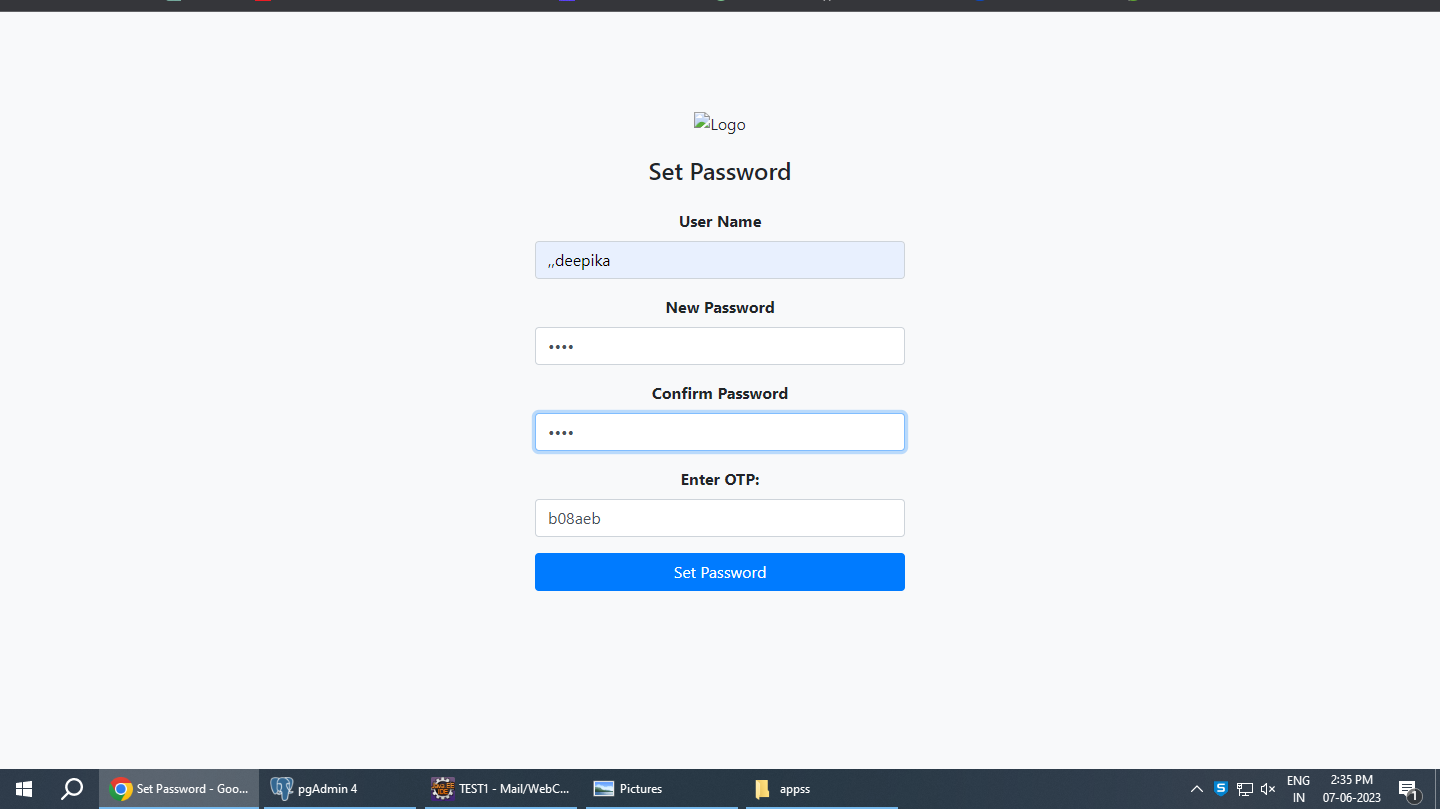 Logo
Set Password
User Name
,,deepika
New Password
••••
Confirm Password
••••
Enter OTP:
b08aeb
Set Password
Set Password - Goo...
pgAdmin 4
TEST1 - Mail/WebC...
Pictures
appss
ENG
IN
2:35 PM
07-06-2023
1